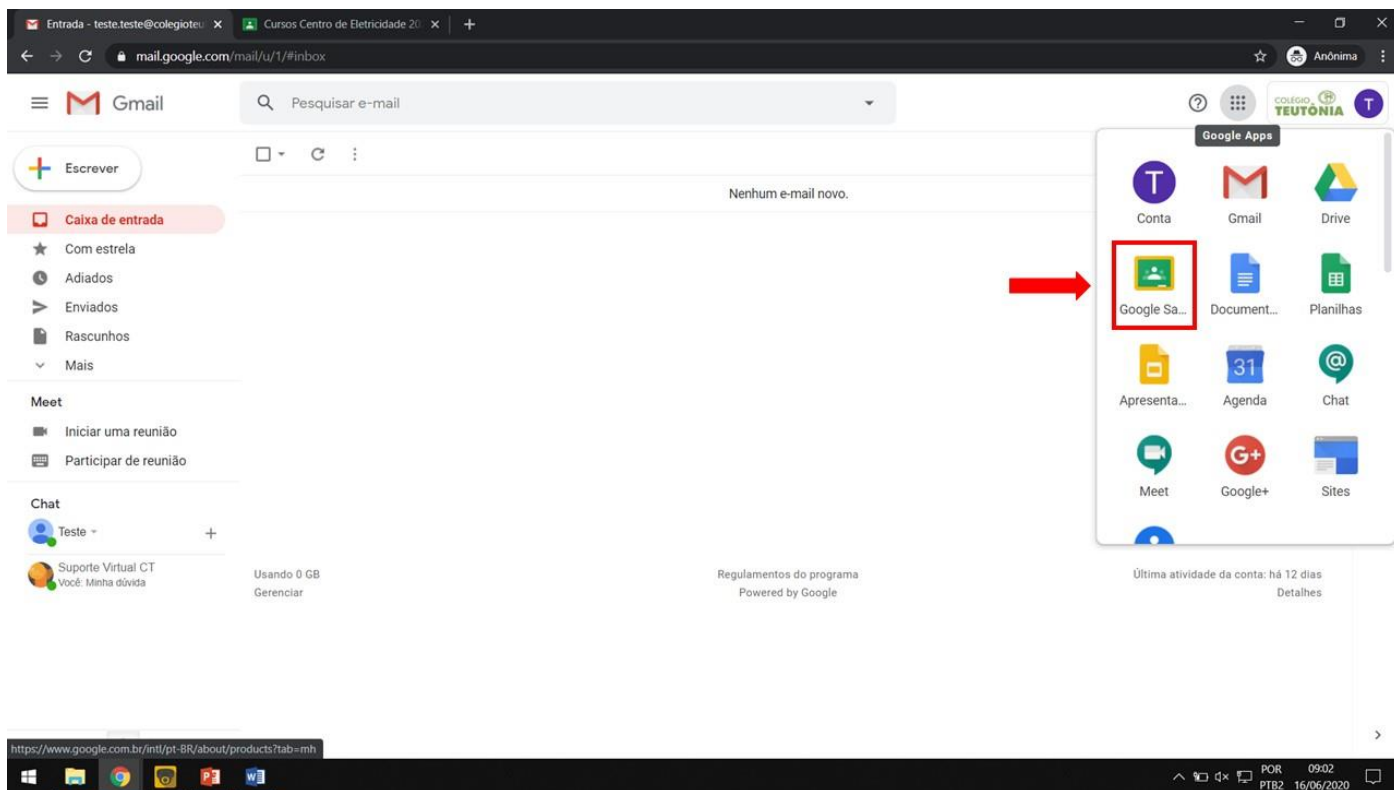 Entrada - teste.teste@colegioteu
Cursos Centro de Eletricidade 20
mail.google.com/mail/u/1/#inbox
Anônima
Gmail
Pesquisar e-mail
COLÉGIO
TEUTÔNIA
T
Google Apps
Escrever
Nenhum e-mail novo.
Caixa de entrada
Com estrela
Adiados
Enviados
Rascunhos
Mais
Meet
Iniciar uma reunião
Participar de reunião
Chat
Teste
Suporte Virtual CT
Você: Minha dúvida
T
Conta
Gmail
Drive
Google Sa...
Document...
Planilhas
31
Apresenta...
Agenda
Chat
G+
Meet
Google+
Sites
Usando 0 GB
Gerenciar
Regulamentos do programa
Powered by Google
Última atividade da conta: há 12 dias
Detalhes
https://www.google.com.br/intl/pt-BR/about/products?tab=mh
POR
PTB2
09:02
16/06/2020